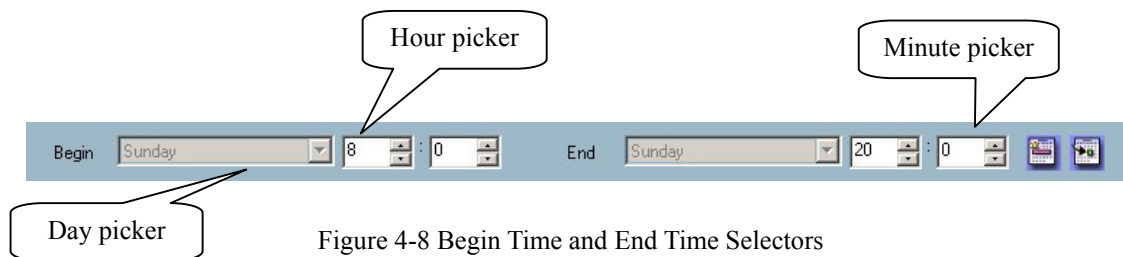 Hour picker
Minute picker
Begin Sunday 8 : 0 End Sunday 20 : 0
Day picker
Figure 4-8 Begin Time and End Time Selectors